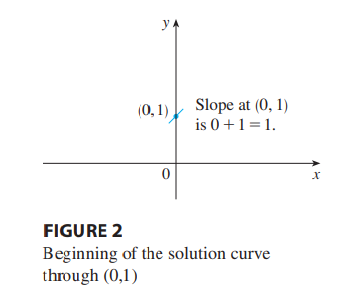 y
(0, 1)
Slope at (0, 1)
is 0 + 1 = 1.
0
x
FIGURE 2
Beginning of the solution curve
through (0,1)